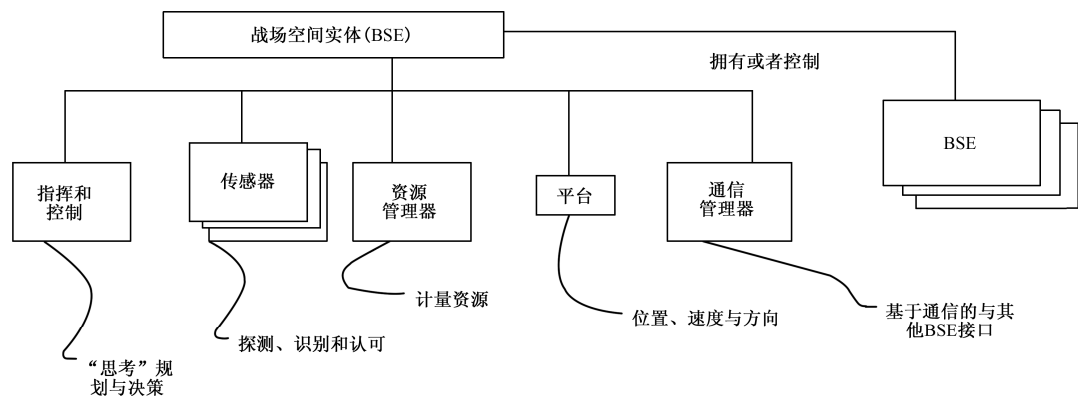 战场空间实体(BSE)
拥有或者控制
BSE
指挥和
控制
传感器
资源
管理器
平台
通信
管理器
计量资源
位置、速度与方向
基于通信的与其
他BSE接口
探测、识别和认可
“思考”规
划与决策